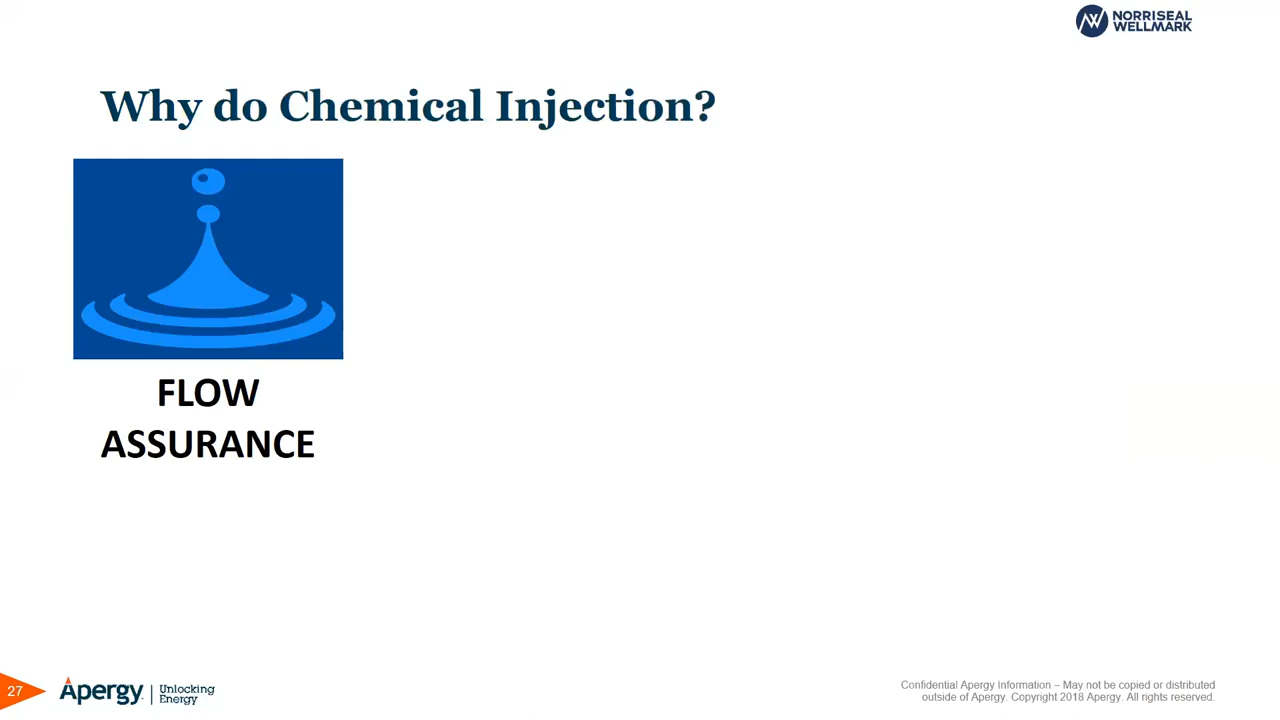 NORRISEAL
WELLMARK
Why do Chemical Injection?
FLOW
ASSURANCE
27
Apergy
Unlocking
Energy
Confidential Apergy Information – May not be copied or distributed
outside of Apergy. Copyright 2018 Apergy. All rights reserved.